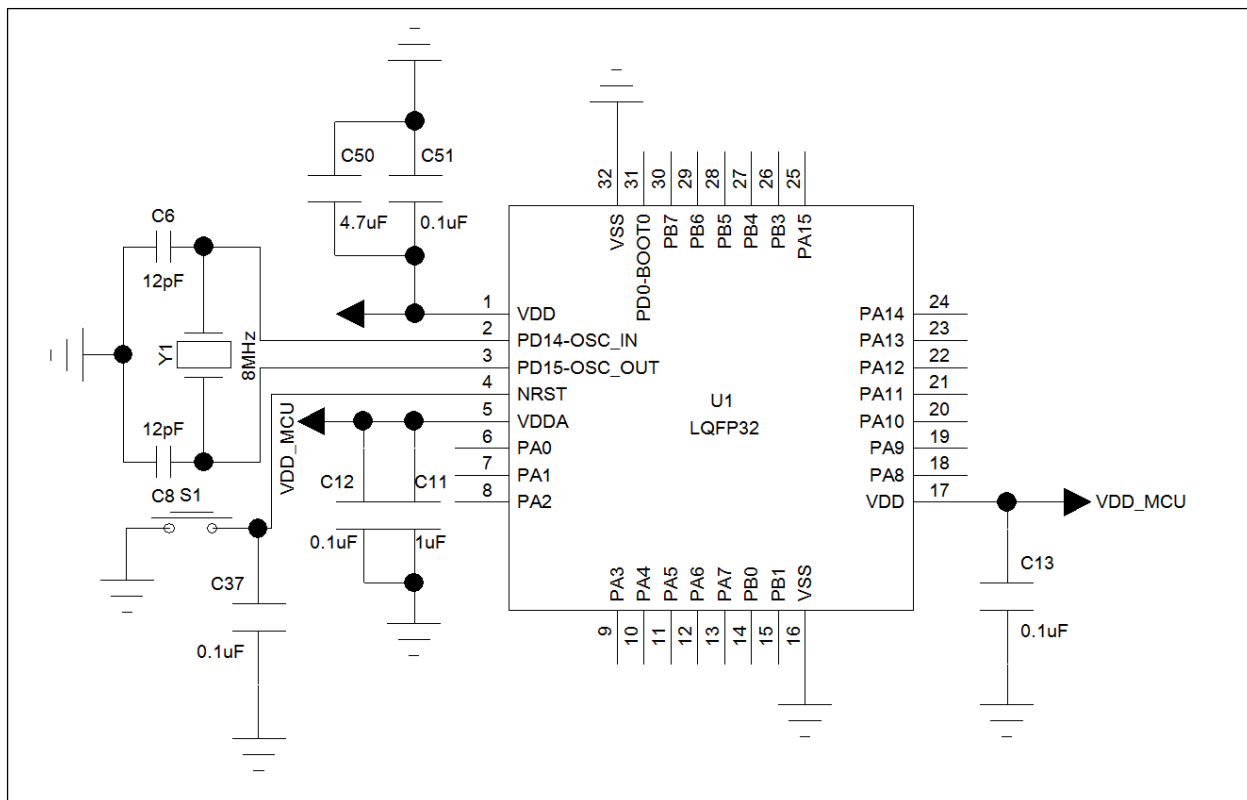 C50
C51
4.7uF
0.1uF
C6
12pF
Y1
8MHz
12pF
C8
S1
C37
0.1uF
VDD_MCU
C12
C11
0.1uF
1uF
32
31
30
29
28
27
26
25
VSS
PD0-BOOT0
PB7
PB6
PB5
PB4
PB3
PA15
1
VDD
2
PD14-OSC_IN
3
PD15-OSC_OUT
4
NRST
5
VDDA
6
PA0
7
PA1
8
PA2
U1
LQFP32
PA14
24
PA13
23
PA12
22
PA11
21
PA10
20
PA9
19
PA8
18
VDD
17
VDD_MCU
C13
0.1uF
PA3
PA4
PA5
PA6
PA7
PB0
PB1
VSS
9
10
11
12
13
14
15
16